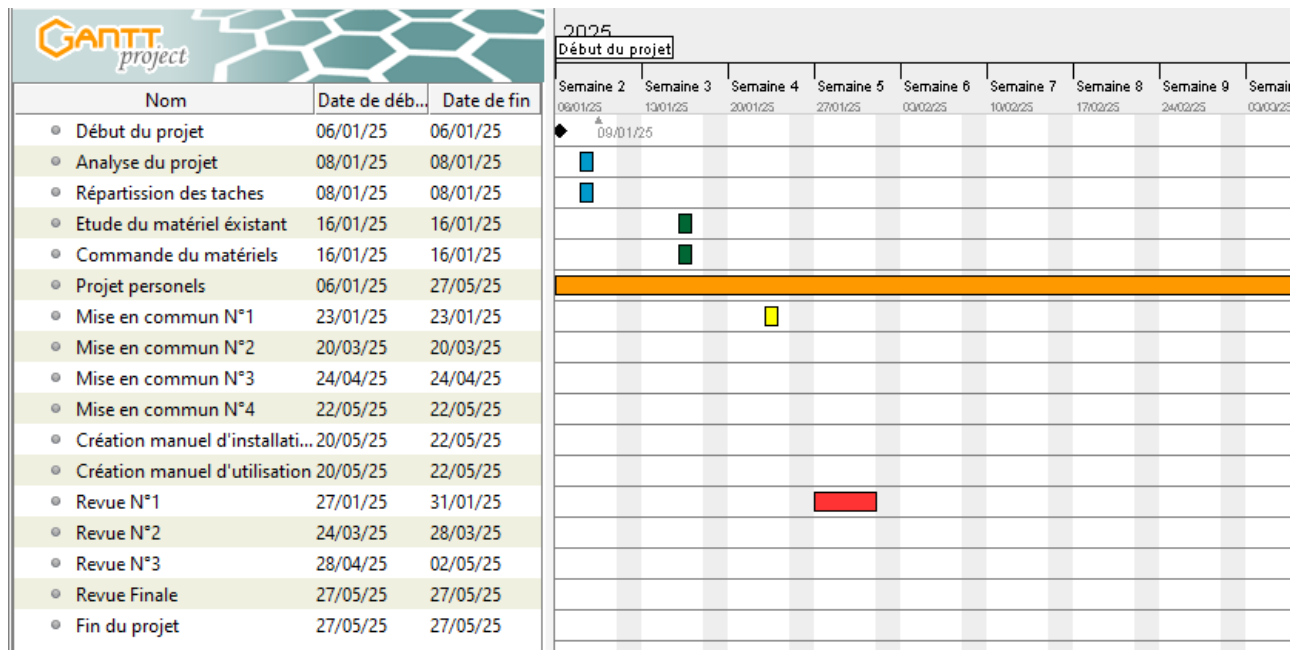 GANTT
project
2025
Début du projet
Semaine 2 Semaine 3 Semaine 4 Semaine 5 Semaine 6 Semaine 7 Semaine 8 Semaine 9 Semain
06/01/25 13/01/25 20/01/25 27/01/25 03/02/25 10/02/25 17/02/25 24/02/25 03/03/25
Nom Date de déb... Date de fin
Début du projet 06/01/25 06/01/25 09/01/25
Analyse du projet 08/01/25 08/01/25
Répartission des taches 08/01/25 08/01/25
Etude du matériel éxistant 16/01/25 16/01/25
Commande du matériels 16/01/25 16/01/25
Projet personels 06/01/25 27/05/25
Mise en commun N°1 23/01/25 23/01/25
Mise en commun N°2 20/03/25 20/03/25
Mise en commun N°3 24/04/25 24/04/25
Mise en commun N°4 22/05/25 22/05/25
Création manuel d'installati... 20/05/25 22/05/25
Création manuel d'utilisation 20/05/25 22/05/25
Revue N°1 27/01/25 31/01/25
Revue N°2 24/03/25 28/03/25
Revue N°3 28/04/25 02/05/25
Revue Finale 27/05/25 27/05/25
Fin du projet 27/05/25 27/05/25